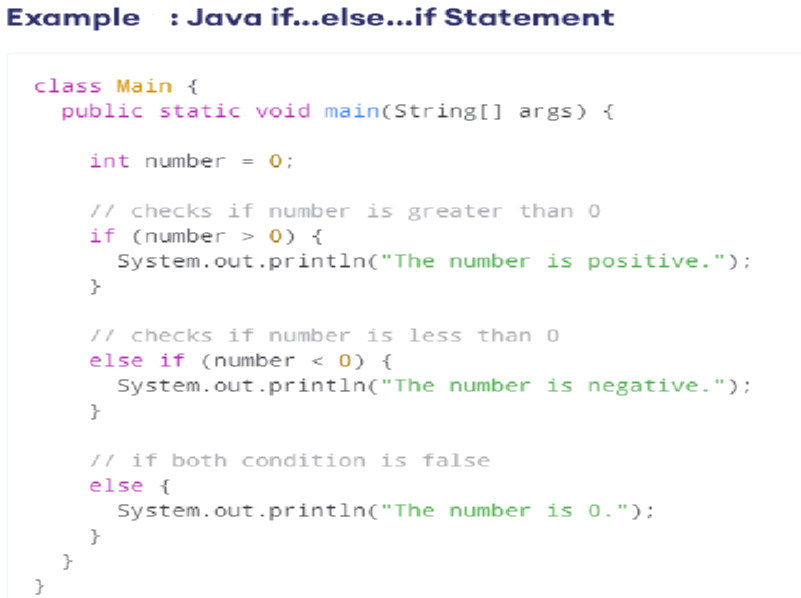 Example : Java if...else...if Statement
class Main {
  public static void main(String[] args) {

    int number = 0;

    // checks if number is greater than 0
    if (number > 0) {
      System.out.println("The number is positive.");
    }

    // checks if number is less than 0
    else if (number < 0) {
      System.out.println("The number is negative.");
    }

    // if both condition is false
    else {
      System.out.println("The number is 0.");
    }
  }
}